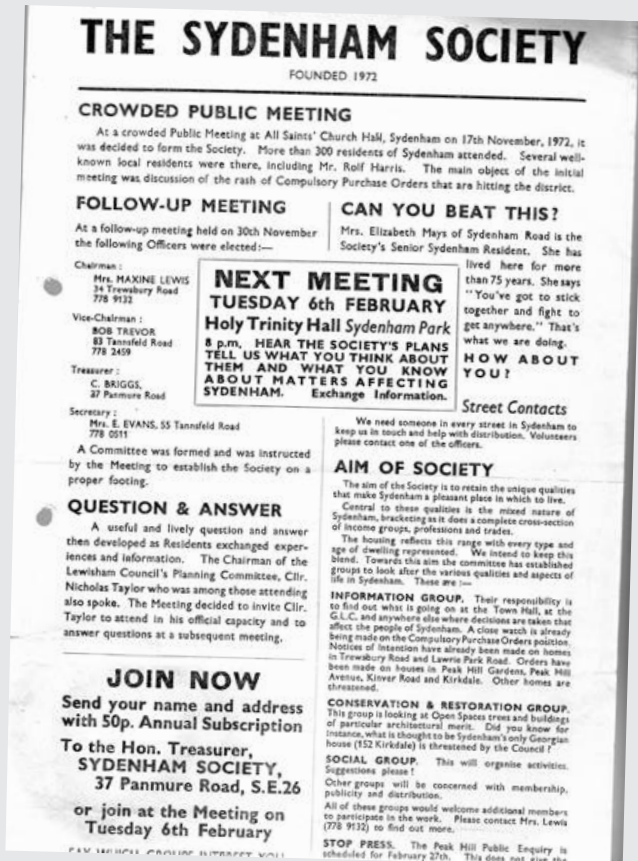 THE SYDENHAM SOCIETY
FOUNDED 1972
CROWDED PUBLIC MEETING
At a crowded Public Meeting at All Saints' Church Hall, Sydenham on 17th November, 1972, it
was decided to form the Society. More than 300 residents of Sydenham attended. Several well-
known local residents were there, including Mr. Rolf Harris. The main object of the initial
meeting was discussion of the rash of Compulsory Purchase Orders that are hitting the district.
FOLLOW-UP MEETING
At a follow-up meeting held on 30th November
the following Officers were elected:—
Chairman :
Mrs. MAXINE LEWIS
34 Trewsbury Road
778 9132
Vice-Chairman :
BOB TREVOR
83 Tannsfeld Road
778 2459
Treasurer :
C. BRIGGS,
37 Panmure Road
Secretary :
Mrs. E. EVANS, 55 Tannsfeld Road
778 0511
A Committee was formed and was instructed
by the Meeting to establish the Society on a
proper footing.
QUESTION & ANSWER
A useful and lively question and answer
then developed as Residents exchanged exper-
iences and information. The Chairman of the
Lewisham Council's Planning Committee, Cllr.
Nicholas Taylor who was among those attending
also spoke. The Meeting decided to invite Cllr.
Taylor to attend in his official capacity and to
answer questions at a subsequent meeting.
JOIN NOW
Send your name and address
with 50p. Annual Subscription
To the Hon. Treasurer,
SYDENHAM SOCIETY,
37 Panmure Road, S.E.26
or join at the Meeting on
Tuesday 6th February
SAY WHICH GROUPS INTEREST YOU
NEXT MEETING
TUESDAY 6th FEBRUARY
Holy Trinity Hall Sydenham Park
8 p.m. HEAR THE SOCIETY'S PLANS
TELL US WHAT YOU THINK ABOUT
THEM AND WHAT YOU KNOW
ABOUT MATTERS AFFECTING
SYDENHAM. Exchange Information.
CAN YOU BEAT THIS?
Mrs. Elizabeth Mays of Sydenham Road is the
Society's Senior Sydenham Resident. She has
lived here for more
than 75 years. She says
"You've got to stick
together and fight to
get anywhere." That's
what we are doing.
HOW ABOUT
YOU?
Street Contacts
We need someone in every street in Sydenham to
keep us in touch and help with distribution. Volunteers
please contact one of the officers.
AIM OF SOCIETY
The aim of the Society is to retain the unique qualities
that make Sydenham a pleasant place in which to live.
Central to these qualities is the mixed nature of
Sydenham, bracketing as it does a complete cross-section
of income groups, professions and trades.
The housing reflects this range with every type and
age of dwelling represented. We intend to keep this
blend. Towards this aim the committee has established
groups to look after the various qualities and aspects of
life in Sydenham. These are :—
INFORMATION GROUP. Their responsibility is
to find out what is going on at the Town Hall, at the
G.L.C. and anywhere else where decisions are taken that
affect the people of Sydenham. A close watch is already
being made on the Compulsory Purchase Orders position.
Notices of Intention have already been made on homes
in Trewsbury Road and Lawrie Park Road. Orders have
been made on houses in Peak Hill Gardens, Peak Hill
Avenue, Kinver Road and Kirkdale. Other homes are
threatened.
CONSERVATION & RESTORATION GROUP.
This group is looking at Open Spaces trees and buildings
of particular architectural merit. Did you know for
instance, what is thought to be Sydenham's only Georgian
house (152 Kirkdale) is threatened by the Council !
SOCIAL GROUP. This will organise activities.
Suggestions please !
Other groups will be concerned with membership,
publicity and distribution.
All of these groups would welcome additional members
to participate in the work. Please contact Mrs. Lewis
(778 9132) to find out more.
STOP PRESS. The Peak Hill Public Enquiry is
scheduled for February 27th. This does not give the